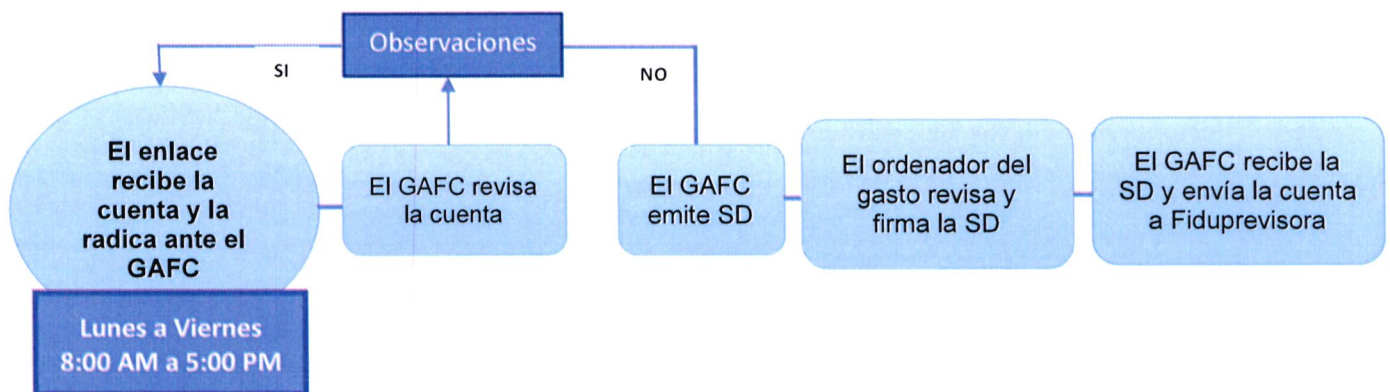 Observaciones
SI
NO
El enlace
recibe la
cuenta y la
radica ante el
GAFC
El GAFC revisa
la cuenta
El GAFC
emite SD
El ordenador del
gasto revisa y
firma la SD
El GAFC recibe la
SD y envía la cuenta
a Fiduprevisora
Lunes a Viernes
8:00 AM a 5:00 PM